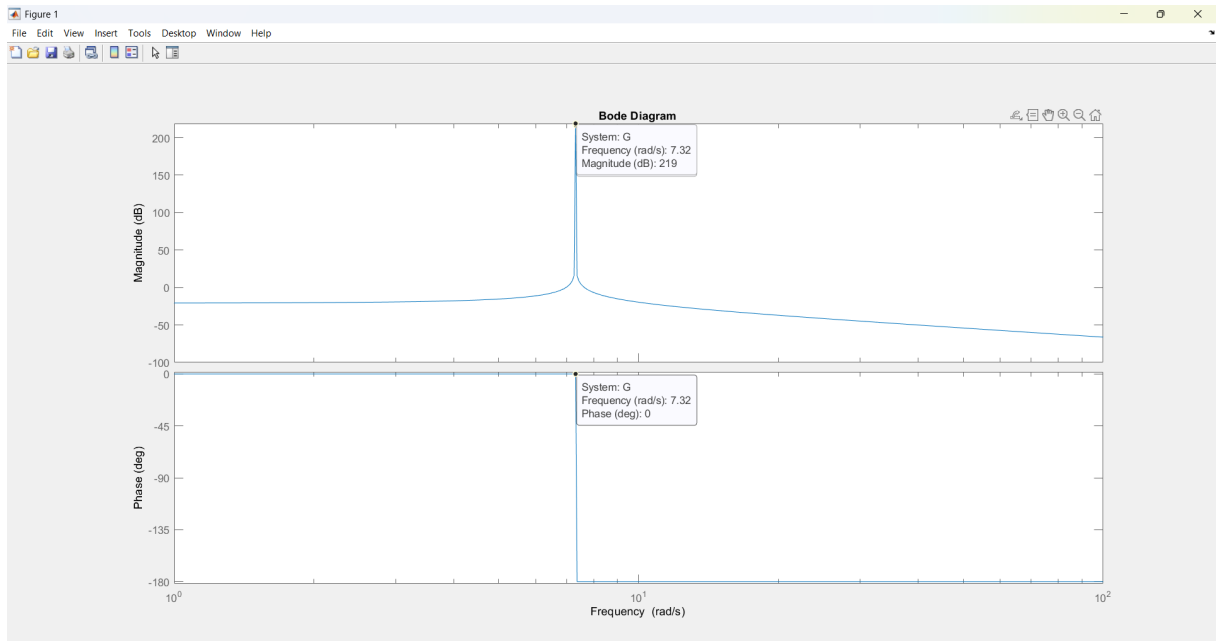 Figure 1
File Edit View Insert Tools Desktop Window Help
Bode Diagram
Magnitude (dB)
200
150
100
50
0
-50
-100
System: G
Frequency (rad/s): 7.32
Magnitude (dB): 219
Phase (deg)
0
-45
-90
-135
-180
System: G
Frequency (rad/s): 7.32
Phase (deg): 0
10^0 10^1 10^2
Frequency (rad/s)